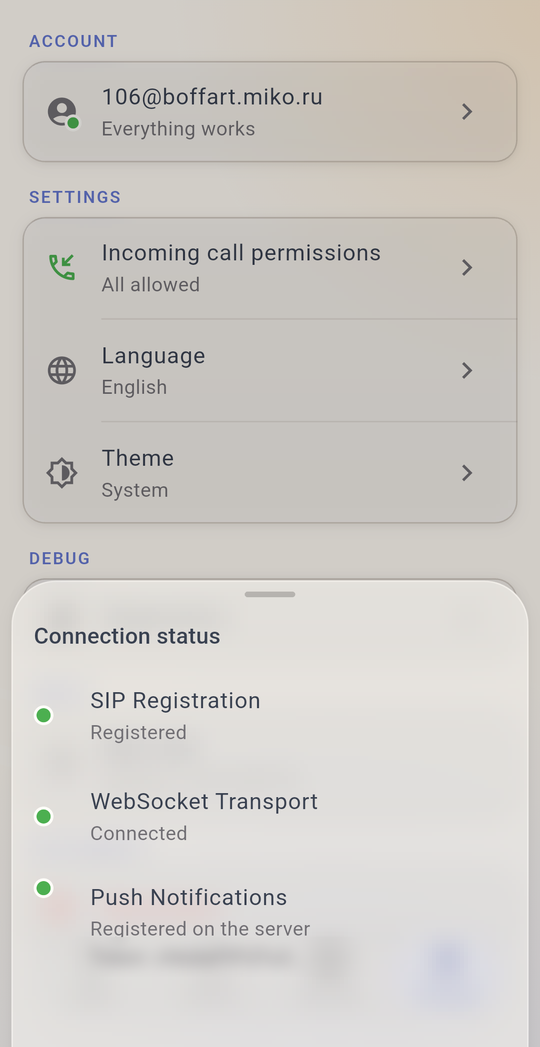 ACCOUNT
106@boffart.miko.ru
Everything works
SETTINGS
Incoming call permissions
All allowed
Language
English
Theme
System
DEBUG
Connection status
SIP Registration
Registered
WebSocket Transport
Connected
Push Notifications
Registered on the server